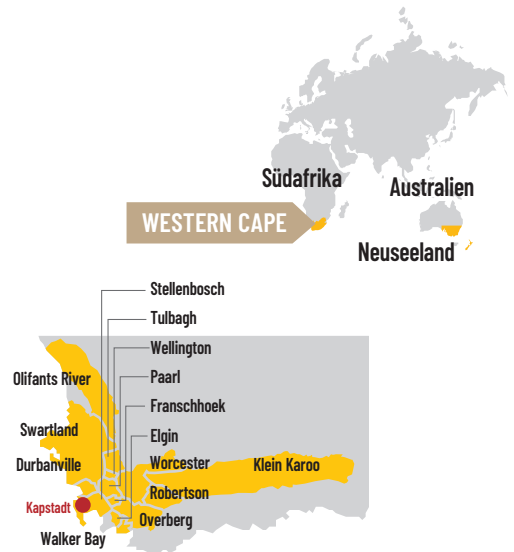 Südafrika
Australien
WESTERN CAPE
Neuseeland
Stellenbosch
Tulbagh
Wellington
Olifants River
Paarl
Franschhoek
Swartland
Elgin
Durbanville
Worcester
Klein Karoo
Robertson
Kapstadt
Overberg
Walker Bay